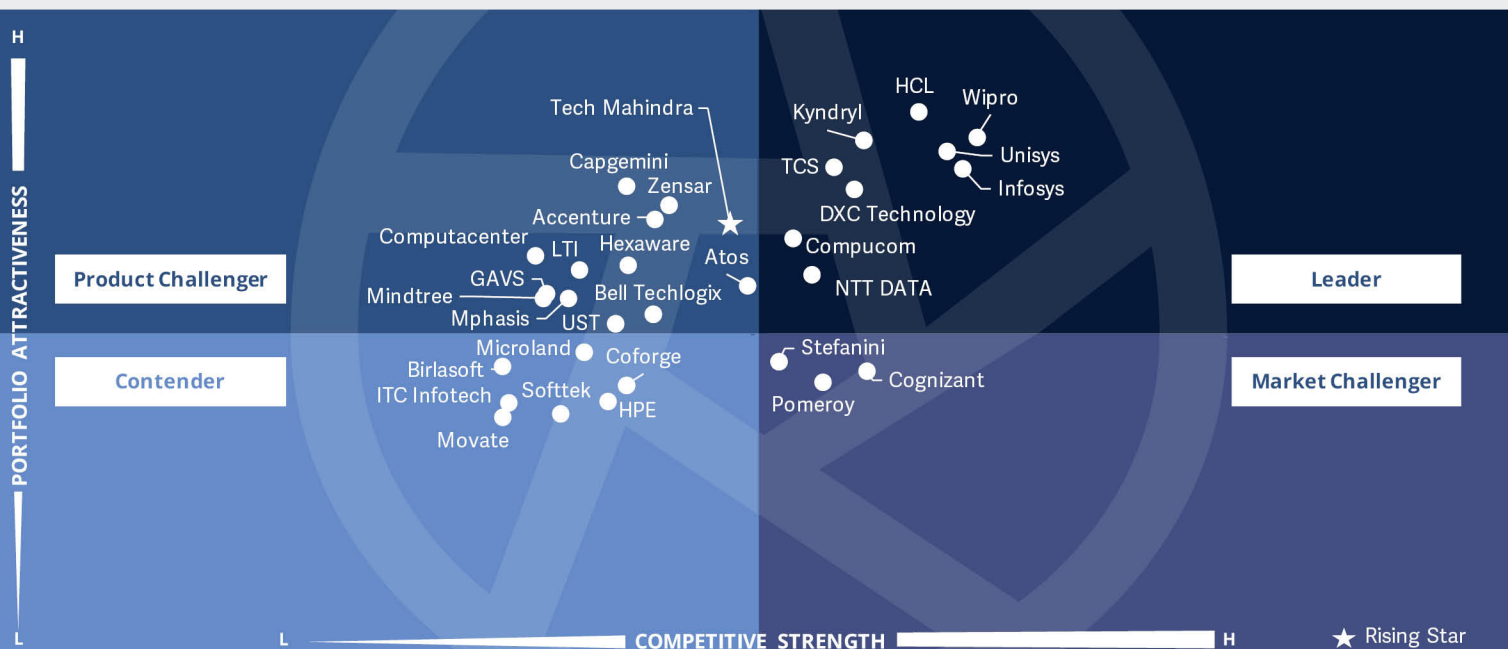 H
HCL
Wipro
Tech Mahindra
Kyndryl
Unisys
Capgemini
TCS
Zensar
Infosys
Accenture
DXC Technology
Computacenter
LTI
Hexaware
Compucom
Atos
Product Challenger
GAVS
Bell Techlogix
NTT DATA
Leader
Mindtree
Mphasis
UST
PORTFOLIO ATTRACTIVENESS
Microland
Coforge
Stefanini
Birlasoft
Contender
Cognizant
Market Challenger
ITC Infotech
Softtek
HPE
Pomeroy
Movate
L
L
COMPETITIVE STRENGTH
H
Rising Star